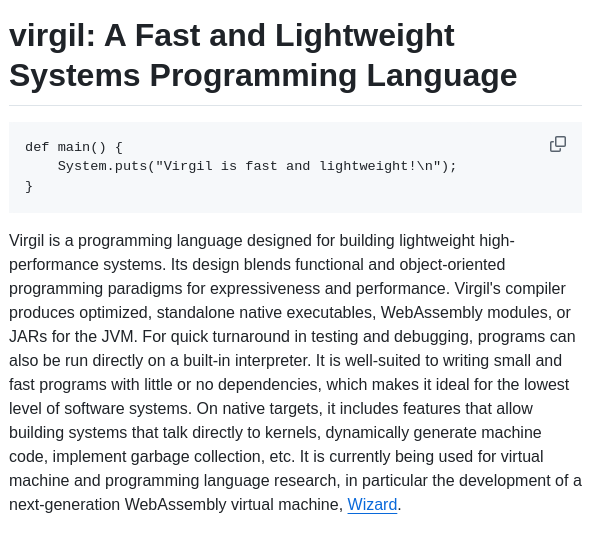 virgil: A Fast and Lightweight
Systems Programming Language
def main() {
    System.puts("Virgil is fast and lightweight!\n");
}
Virgil is a programming language designed for building lightweight high-
performance systems. Its design blends functional and object-oriented
programming paradigms for expressiveness and performance. Virgil's compiler
produces optimized, standalone native executables, WebAssembly modules, or
JARs for the JVM. For quick turnaround in testing and debugging, programs can
also be run directly on a built-in interpreter. It is well-suited to writing small and
fast programs with little or no dependencies, which makes it ideal for the lowest
level of software systems. On native targets, it includes features that allow
building systems that talk directly to kernels, dynamically generate machine
code, implement garbage collection, etc. It is currently being used for virtual
machine and programming language research, in particular the development of a
next-generation WebAssembly virtual machine, Wizard.